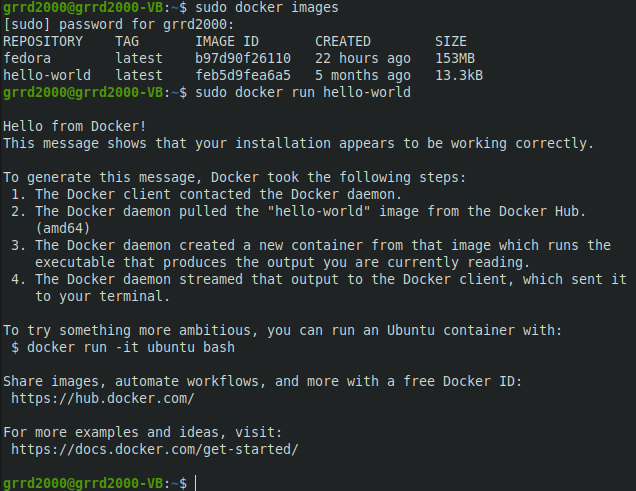 grrd2000@grrd2000-VB:~$ sudo docker images
[sudo] password for grrd2000:
REPOSITORY    TAG       IMAGE ID       CREATED        SIZE
fedora        latest    b97d90f26110   22 hours ago   153MB
hello-world   latest    feb5d9fea6a5   5 months ago   13.3kB
grrd2000@grrd2000-VB:~$ sudo docker run hello-world

Hello from Docker!
This message shows that your installation appears to be working correctly.

To generate this message, Docker took the following steps:
 1. The Docker client contacted the Docker daemon.
 2. The Docker daemon pulled the "hello-world" image from the Docker Hub.
    (amd64)
 3. The Docker daemon created a new container from that image which runs the
    executable that produces the output you are currently reading.
 4. The Docker daemon streamed that output to the Docker client, which sent it
    to your terminal.

To try something more ambitious, you can run an Ubuntu container with:
 $ docker run -it ubuntu bash

Share images, automate workflows, and more with a free Docker ID:
 https://hub.docker.com/

For more examples and ideas, visit:
 https://docs.docker.com/get-started/

grrd2000@grrd2000-VB:~$